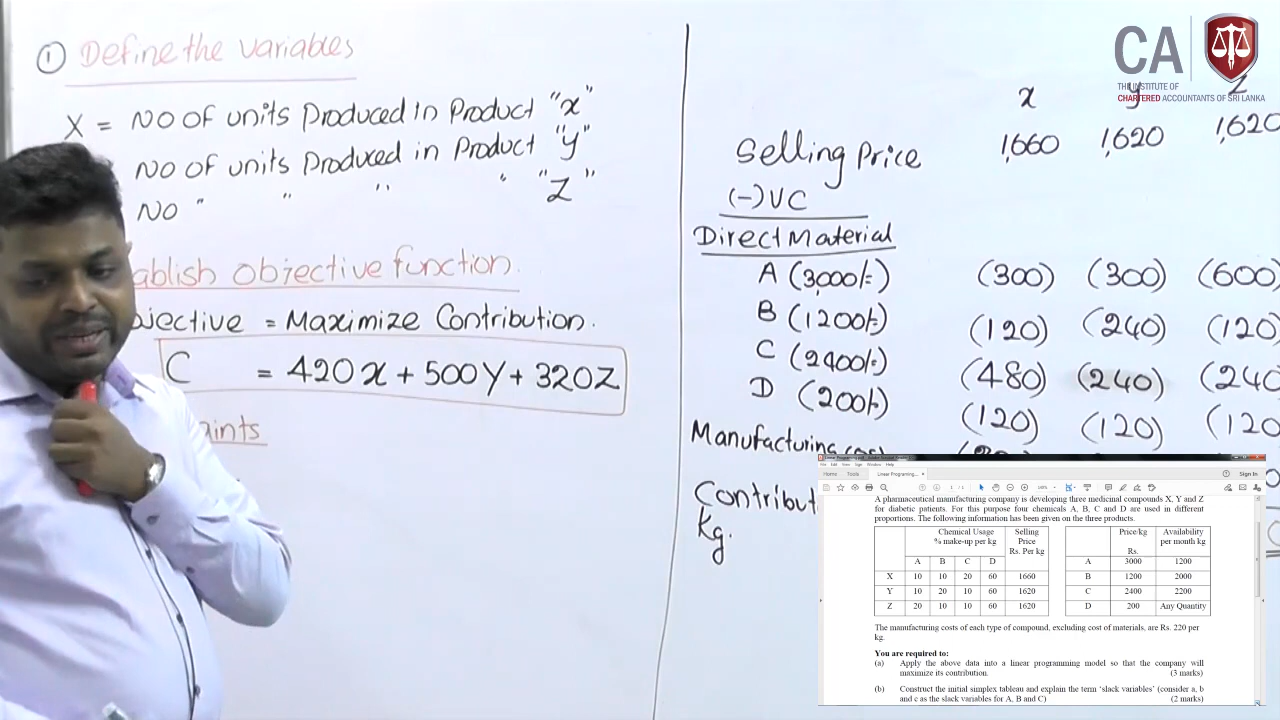 ① Define the variables
X = NO OF units Produced in Product "x"
NO OF units Produced in Product "y"
NO " " " " "Z"
ablish objective function.
jective = Maximize Contribution.
C = 420x + 500Y + 320Z
aints
CA
THE INSTITUTE OF
CHARTERED ACCOUNTANTS OF SRI LANKA
x y Z
Selling Price 1,660 1,620 1,620
(-) VC
Direct Material
A (3,000/=) (300) (300) (600)
B (1200/=) (120) (240) (120)
C (2400/=) (480) (240) (240
D (200/=) (120) (120) (120
Manufacturing
Contribut
Kg.
Home Tools Linear Programing... Sign In
A pharmaceutical manufacturing company is developing three medicinal compounds X, Y and Z
for diabetic patients. For this purpose four chemicals A, B, C and D are used in different
proportions. The following information has been given on the three products.
Chemical Usage
% make-up per kg
Selling
Price
Rs. Per kg
A B C D
X 10 10 20 60 1660
Y 10 20 10 60 1620
Z 20 10 10 60 1620
Price/kg
Rs.
Availability
per month kg
A 3000 1200
B 1200 2000
C 2400 2200
D 200 Any Quantity
The manufacturing costs of each type of compound, excluding cost of materials, are Rs. 220 per
kg.
You are required to:
(a) Apply the above data into a linear programming model so that the company will
maximize its contribution. (3 marks)
(b) Construct the initial simplex tableau and explain the term 'slack variables' (consider a, b
and c as the slack variables for A, B and C) (2 marks)